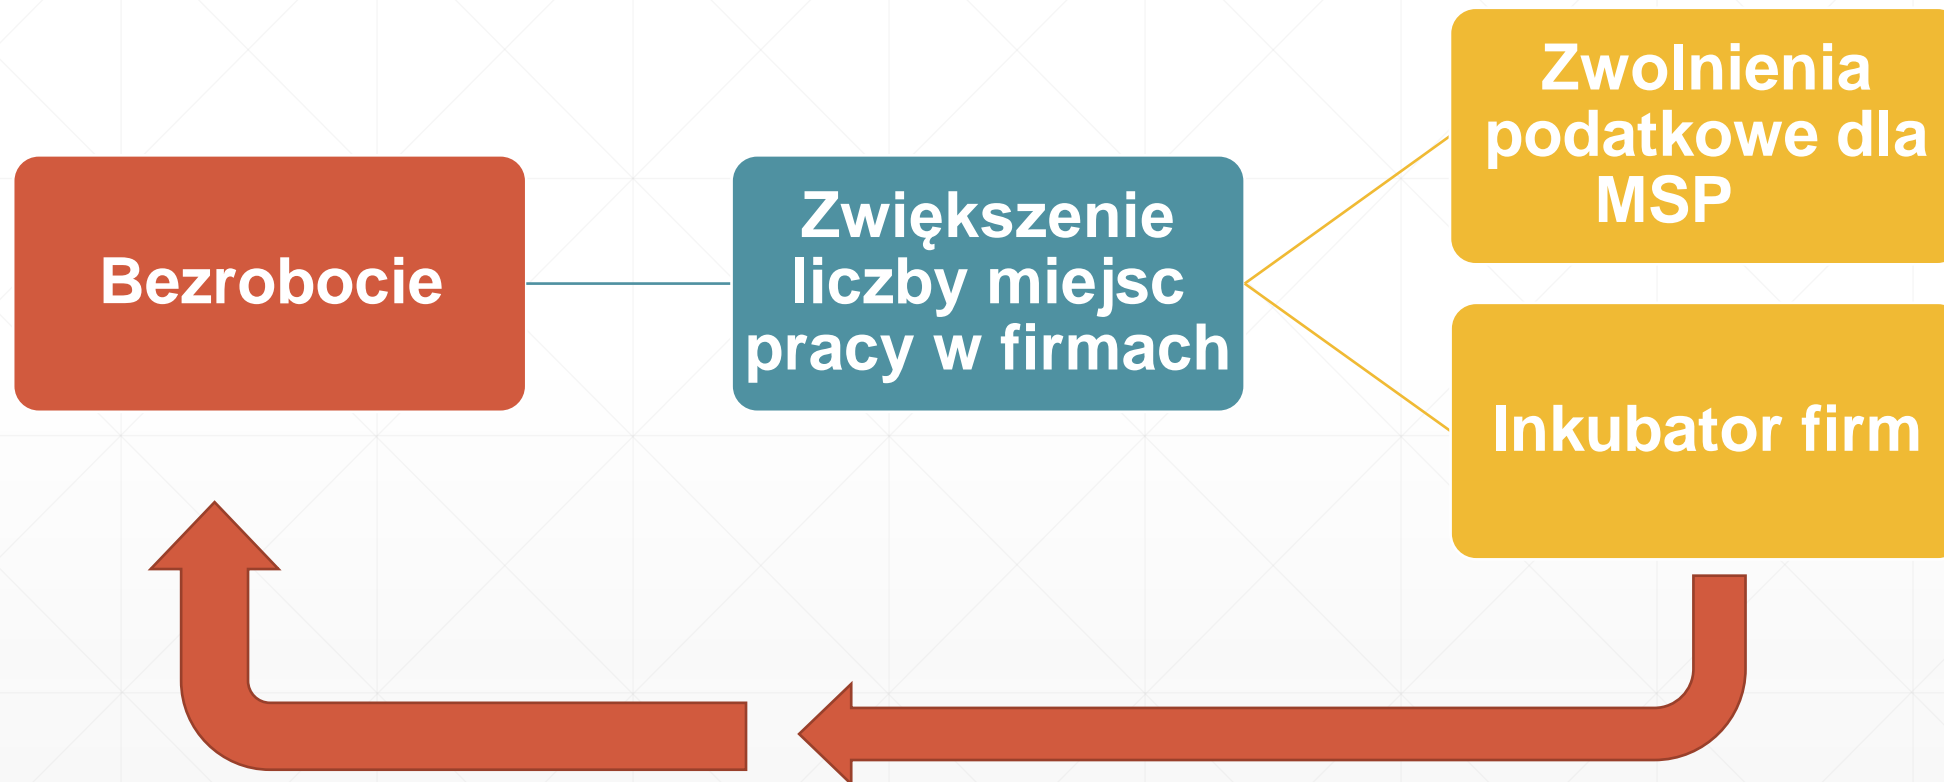 Bezrobocie
Zwiększenie
liczby miejsc
pracy w firmach
Zwolnienia
podatkowe dla
MSP
Inkubator firm